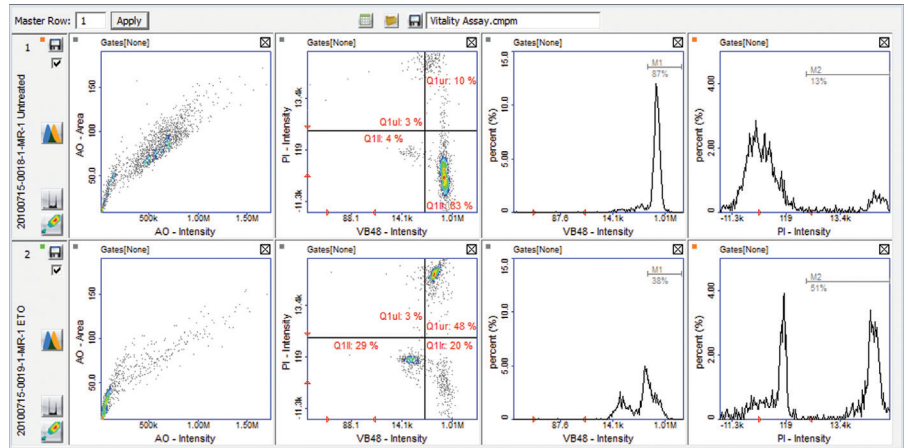 Master Row: 1 Apply Vitality Assay.cmpm
1
20100715-0018-1-MR-1 Untreated
Gates[None]
AO - Area
150
100
50.0
500k 1.00M 1.50M
AO - Intensity
Gates[None]
PI - Intensity
13.4k
119
-11.3k
Q1ur: 10 %
Q1ul: 3 %
Q1ll: 4 %
Q1lr: 83 %
88.1 14.1k 1.01M
VB48 - Intensity
Gates[None]
percent (%)
15.0
10.0
5.00
0
M1
87%
87.6 14.1k 1.01M
VB48 - Intensity
Gates[None]
percent (%)
4.00
2.00
0
M2
13%
-11.3k 119 13.4k
PI - Intensity
2
20100715-0019-1-MR-1 ETO
Gates[None]
AO - Area
150
100
50.0
500k 1.00M 1.50M
AO - Intensity
Gates[None]
PI - Intensity
13.4k
119
-11.3k
Q1ul: 3 %
Q1ur: 48 %
Q1ll: 29 %
Q1lr: 20 %
88.1 14.1k 1.01M
VB48 - Intensity
Gates[None]
percent (%)
15.0
10.0
5.00
0
M1
38%
87.6 14.1k 1.01M
VB48 - Intensity
Gates[None]
percent (%)
4.00
2.00
0
M2
51%
-11.3k 119 13.4k
PI - Intensity